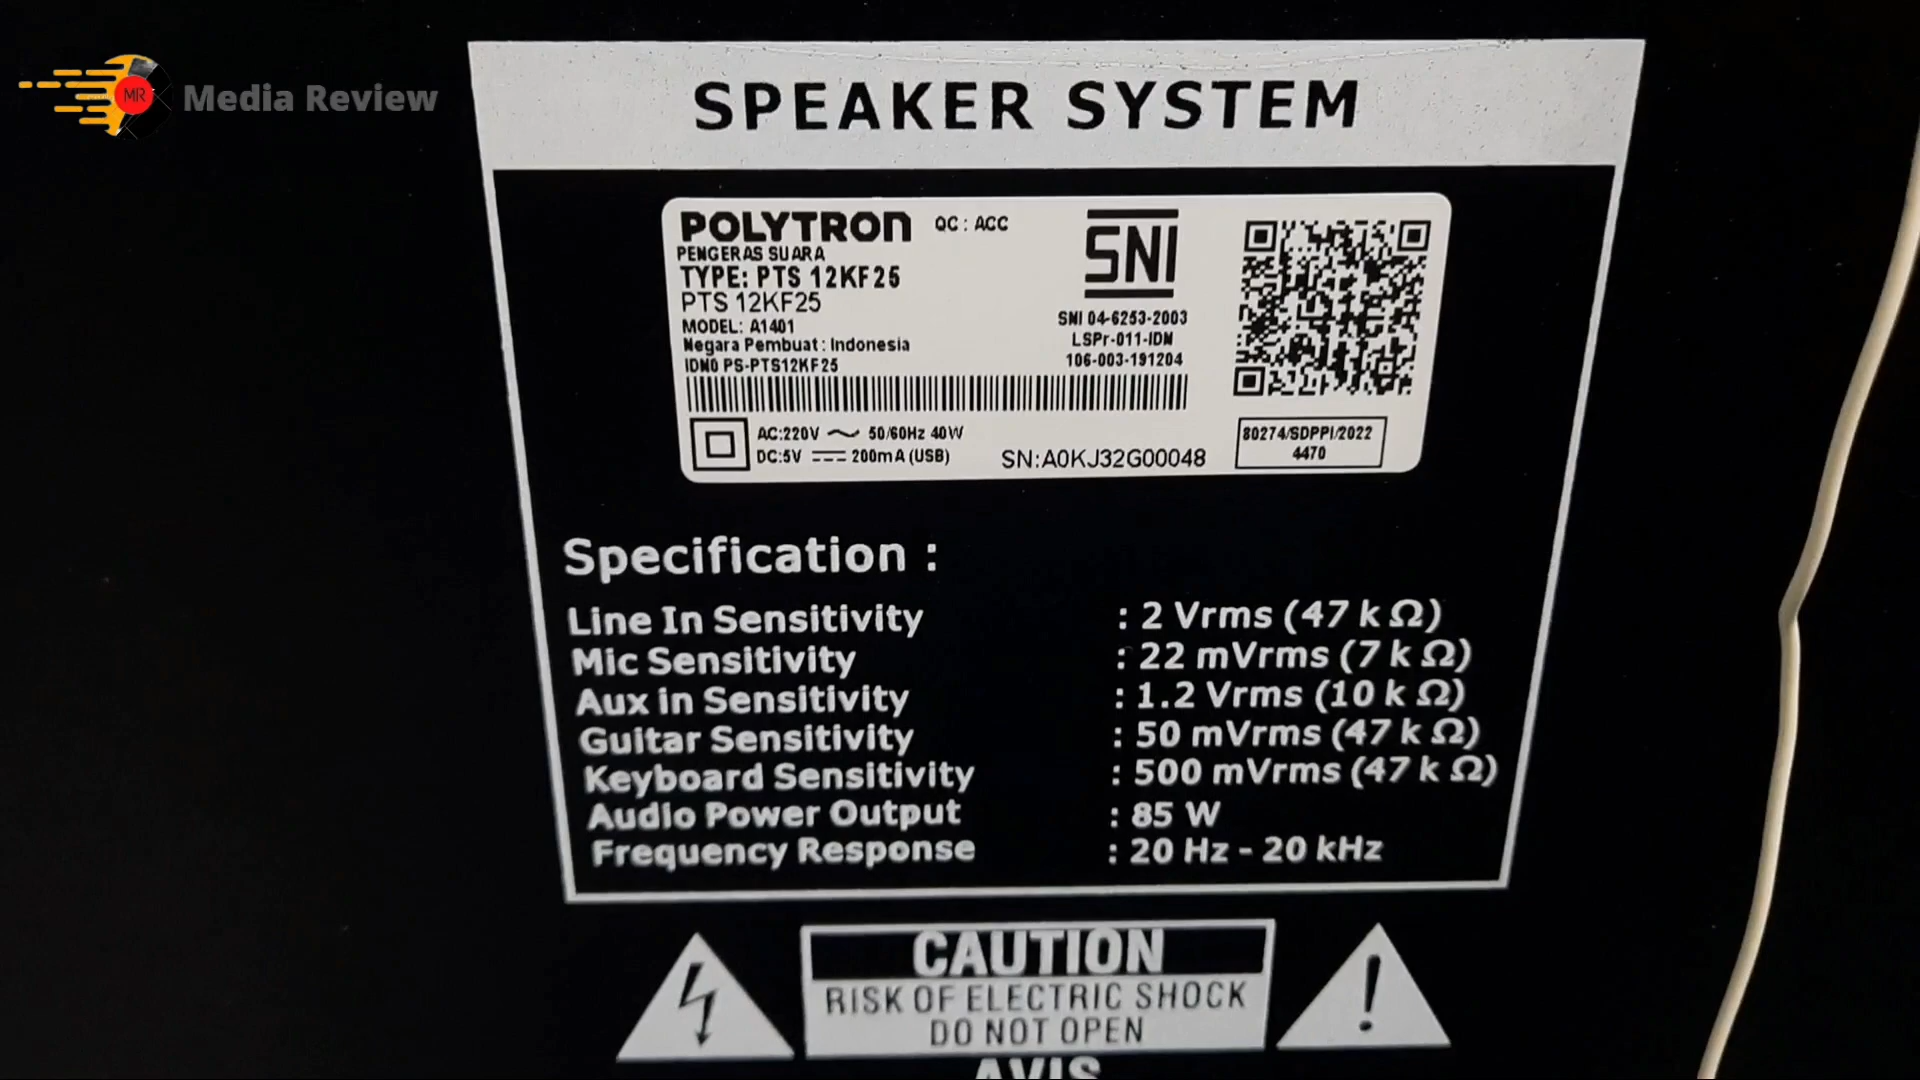 MR Media Review
SPEAKER SYSTEM
POLYTRON QC : ACC
PENGERAS SUARA
TYPE: PTS 12KF25
PTS 12KF25
MODEL: A1401
Negara Pembuat : Indonesia
IDNO PS-PTS12KF25
SNI
SNI 04-6253-2003
LSPr-011-IDN
106-003-191204
AC:220V 50/60Hz 40W
DC:5V 200mA (USB)
SN:A0KJ32G00048
80274/SDPPI/2022
4470
Specification :
Line In Sensitivity : 2 Vrms (47 k Ω)
Mic Sensitivity : 22 mVrms (7 k Ω)
Aux in Sensitivity : 1.2 Vrms (10 k Ω)
Guitar Sensitivity : 50 mVrms (47 k Ω)
Keyboard Sensitivity : 500 mVrms (47 k Ω)
Audio Power Output : 85 W
Frequency Response : 20 Hz - 20 kHz
CAUTION
RISK OF ELECTRIC SHOCK
DO NOT OPEN
AVIS